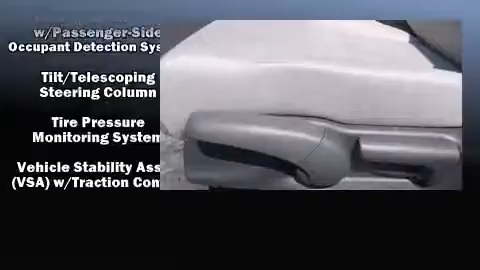 w/Passenger-Side
Occupant Detection Sys
Tilt/Telescoping
Steering Column
Tire Pressure
Monitoring System
Vehicle Stability Ass
(VSA) w/Traction Con